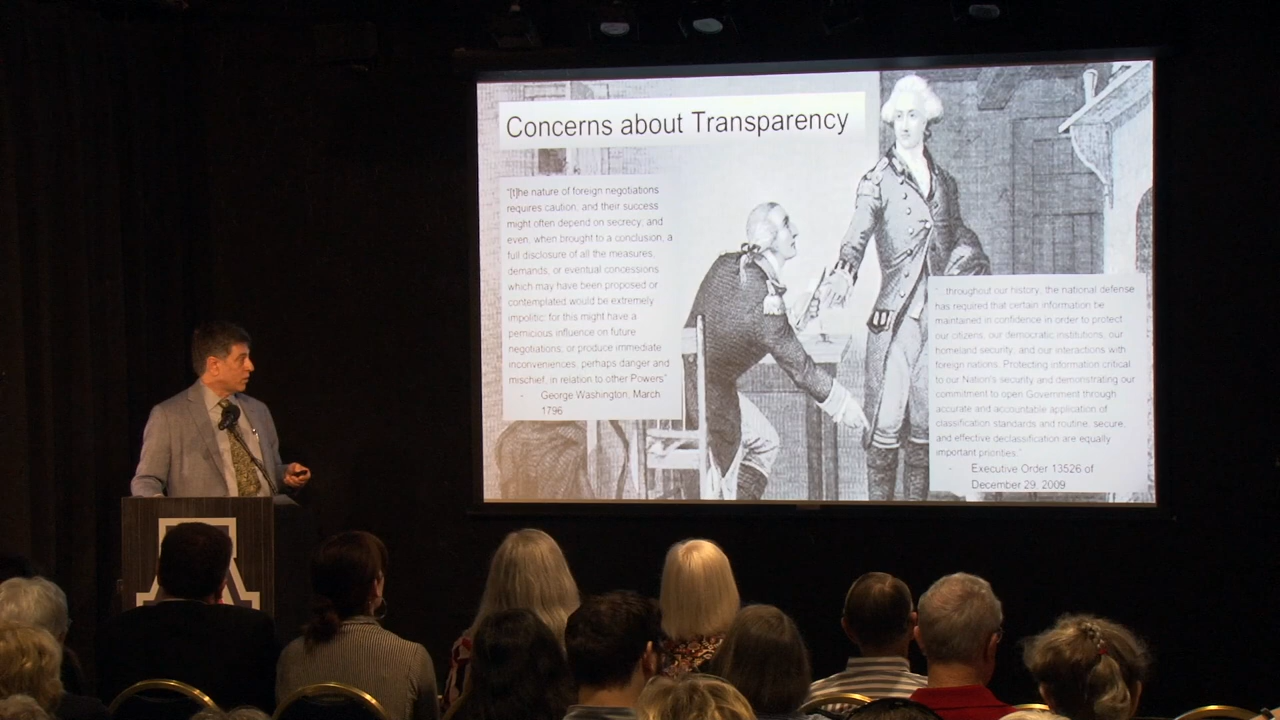 Concerns about Transparency
"[t]he nature of foreign negotiations
requires caution, and their success
might often depend on secrecy; and
even, when brought to a conclusion, a
full disclosure of all the measures,
demands, or eventual concessions
which may have been proposed or
contemplated would be extremely
impolitic: for this might have a
pernicious influence on future
negotiations; or produce immediate
inconveniences, perhaps danger and
mischief, in relation to other Powers"
- George Washington, March
1796
"...throughout our history, the national defense
has required that certain information be
maintained in confidence in order to protect
our citizens, our democratic institutions, our
homeland security, and our interactions with
foreign nations. Protecting information critical
to our Nation's security and demonstrating our
commitment to open Government through
accurate and accountable application of
classification standards and routine, secure,
and effective declassification are equally
important priorities."
- Executive Order 13526 of
December 29, 2009
A